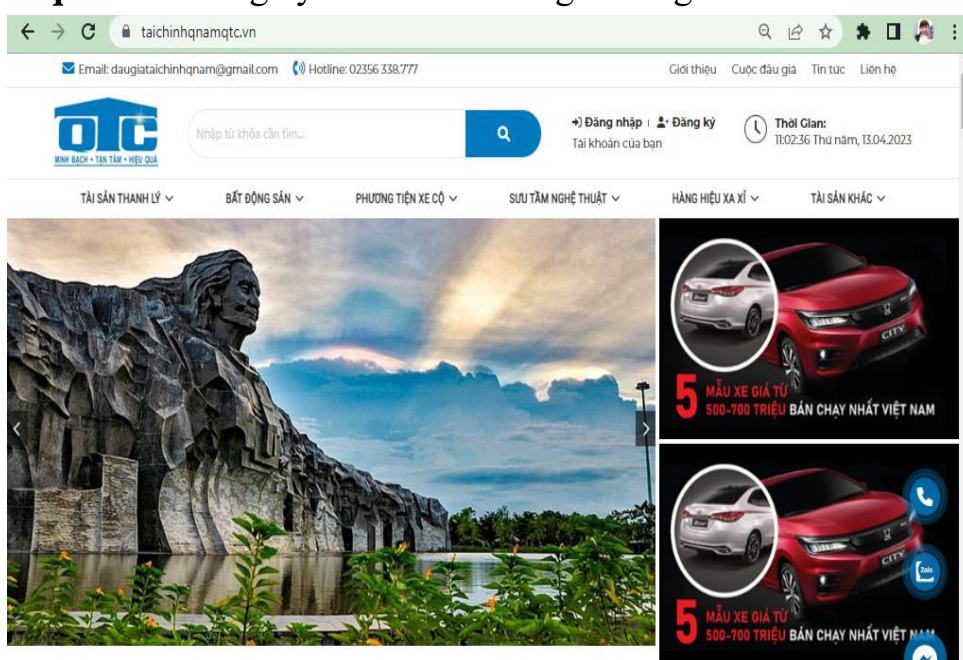 taichinhqnamqtc.vn
Email: daugiataichinhqnam@gmail.com
Hotline: 02356 338.777
Giới thiệu Cuộc đấu giá Tin tức Liên hệ
QTC
MINH BẠCH • TẬN TÂM • HIỆU QUẢ
Nhập từ khóa cần tìm...
Đăng nhập | Đăng ký
Tài khoản của bạn
Thời Gian:
11:02:36 Thứ năm, 13.04.2023
TÀI SẢN THANH LÝ BẤT ĐỘNG SẢN PHƯƠNG TIỆN XE CỘ SƯU TẦM NGHỆ THUẬT HÀNG HIỆU XA XỈ TÀI SẢN KHÁC
CITY
5 MẪU XE GIÁ TỪ
500-700 TRIỆU BÁN CHẠY NHẤT VIỆT NAM
CITY
Zalo
5 MẪU XE GIÁ TỪ
500-700 TRIỆU BÁN CHẠY NHẤT VIỆT NAM